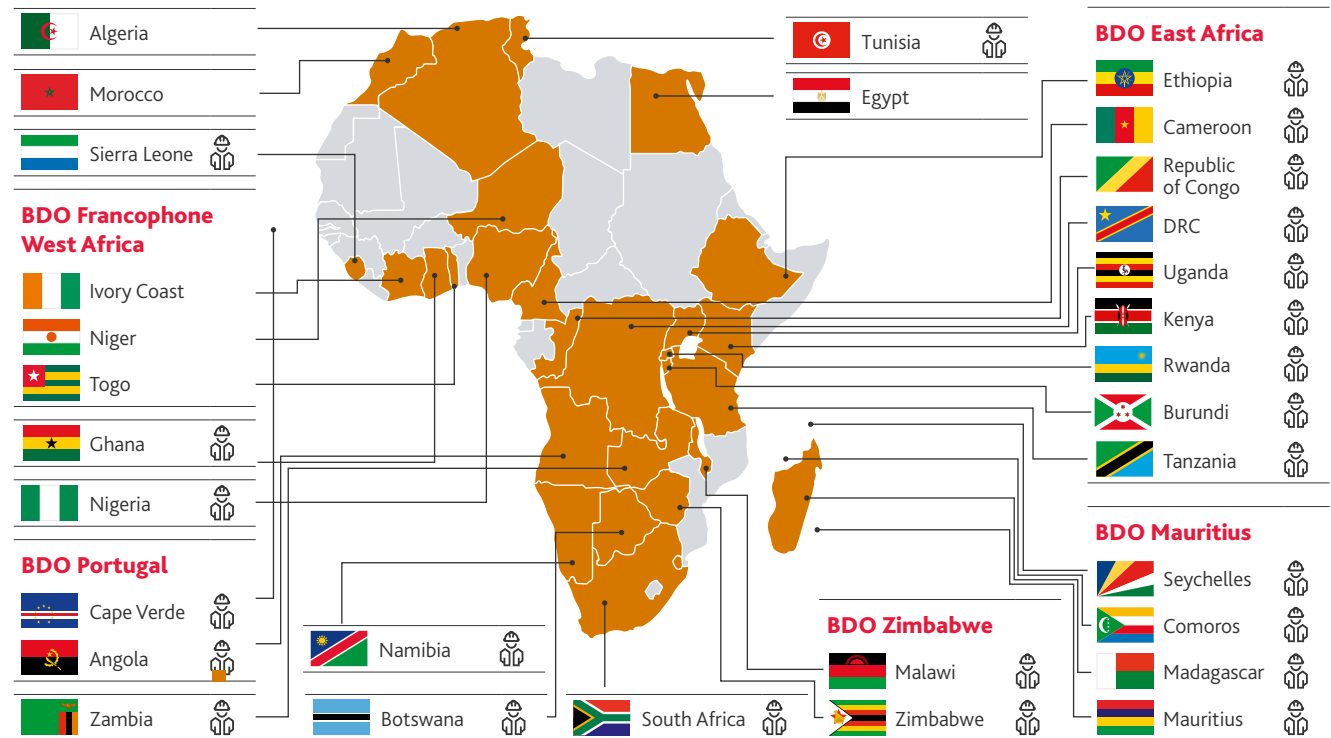 Algeria
Morocco
Sierra Leone
BDO Francophone
West Africa
Ivory Coast
Niger
Togo
Ghana
Nigeria
BDO Portugal
Cape Verde
Angola
Zambia
Namibia
Botswana
South Africa
Tunisia
Egypt
BDO East Africa
Ethiopia
Cameroon
Republic
of Congo
DRC
Uganda
Kenya
Rwanda
Burundi
Tanzania
BDO Mauritius
Seychelles
Comoros
Madagascar
Mauritius
BDO Zimbabwe
Malawi
Zimbabwe